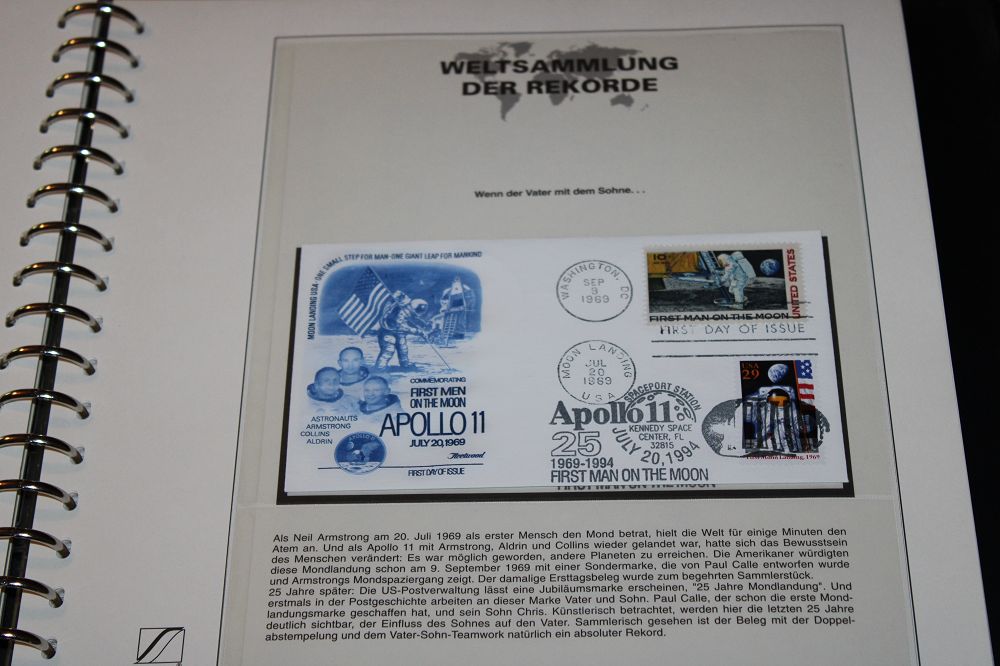 WELTSAMMLUNG
DER REKORDE
Wenn der Vater mit dem Sohne...
MOON LANDING USA · ONE SMALL STEP FOR MAN · ONE GIANT LEAP FOR MANKIND
COMMEMORATING
FIRST MEN
ON THE MOON
APOLLO 11
JULY 20, 1969
ASTRONAUTS
ARMSTRONG
COLLINS
ALDRIN
APOLLO 11
Fleetwood
FIRST DAY OF ISSUE
WASHINGTON, DC
SEP
9
1969
10
UNITED STATES
FIRST MAN ON THE MOON
FIRST DAY OF ISSUE
MOON LANDING
JUL
20
1969
USA
USA
29
First Moon Landing, 1969
Apollo 11:
25
1969-1994
FIRST MAN ON THE MOON
SPACEPORT STATION
KENNEDY SPACE
CENTER, FL
32815
JULY 20, 1994
FIRST MAN ON THE MOON
Als Neil Armstrong am 20. Juli 1969 als erster Mensch den Mond betrat, hielt die Welt für einige Minuten den
Atem an. Und als Apollo 11 mit Armstrong, Aldrin und Collins wieder gelandet war, hatte sich das Bewusstsein
des Menschen verändert: Es war möglich geworden, andere Planeten zu erreichen. Die Amerikaner würdigten
diese Mondlandung schon am 9. September 1969 mit einer Sondermarke, die von Paul Calle entworfen wurde
und Armstrongs Mondspaziergang zeigt. Der damalige Ersttagsbeleg wurde zum begehrten Sammlerstück.
25 Jahre später: Die US-Postverwaltung lässt eine Jubiläumsmarke erscheinen, "25 Jahre Mondlandung". Und
erstmals in der Postgeschichte arbeiten an dieser Marke Vater und Sohn. Paul Calle, der schon die erste Mond-
landungsmarke geschaffen hat, und sein Sohn Chris. Künstlerisch betrachtet, werden hier die letzten 25 Jahre
deutlich sichtbar, der Einfluss des Sohnes auf den Vater. Sammlerisch gesehen ist der Beleg mit der Doppel-
abstempelung und dem Vater-Sohn-Teamwork natürlich ein absoluter Rekord.